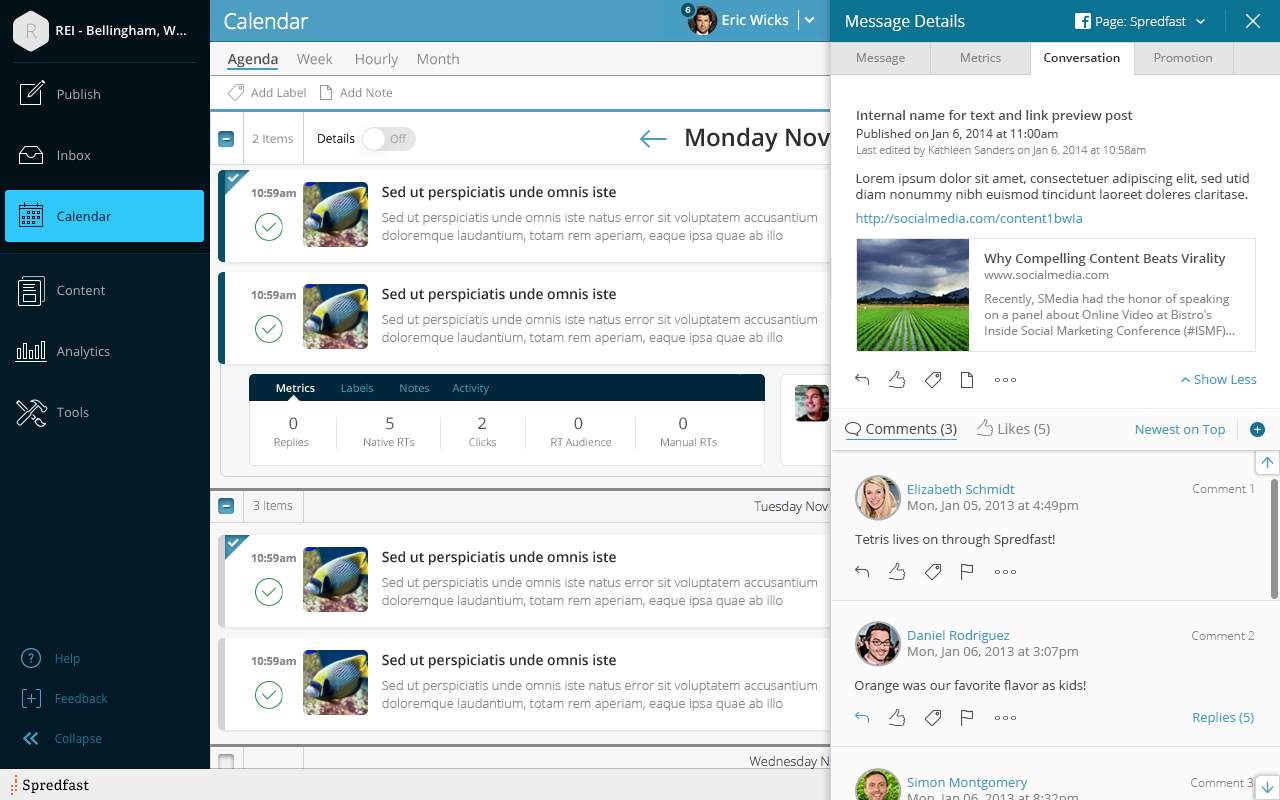 R
REI - Bellingham, W...
Publish
Inbox
Calendar
Content
Analytics
Tools
Help
Feedback
Collapse
Spredfast
Calendar
6
Eric Wicks
Agenda
Week
Hourly
Month
Add Label
Add Note
2 Items
Details
Off
Monday Nov
10:59am
Sed ut perspiciatis unde omnis iste
Sed ut perspiciatis unde omnis iste natus error sit voluptatem accusantium
doloremque laudantium, totam rem aperiam, eaque ipsa quae ab illo
10:59am
Sed ut perspiciatis unde omnis iste
Sed ut perspiciatis unde omnis iste natus error sit voluptatem accusantium
doloremque laudantium, totam rem aperiam, eaque ipsa quae ab illo
Metrics
Labels
Notes
Activity
0
Replies
5
Native RTs
2
Clicks
0
RT Audience
0
Manual RTs
3 Items
Tuesday Nov
10:59am
Sed ut perspiciatis unde omnis iste
Sed ut perspiciatis unde omnis iste natus error sit voluptatem accusantium
doloremque laudantium, totam rem aperiam, eaque ipsa quae ab illo
10:59am
Sed ut perspiciatis unde omnis iste
Sed ut perspiciatis unde omnis iste natus error sit voluptatem accusantium
doloremque laudantium, totam rem aperiam, eaque ipsa quae ab illo
Wednesday N
Message Details
Page: Spredfast
Message
Metrics
Conversation
Promotion
Internal name for text and link preview post
Published on Jan 6, 2014 at 11:00am
Last edited by Kathleen Sanders on Jan 6, 2014 at 10:58am
Lorem ipsum dolor sit amet, consectetuer adipiscing elit, sed utid
diam nonummy nibh euismod tincidunt laoreet doleres claritase.
http://socialmedia.com/content1bwla
Why Compelling Content Beats Virality
www.socialmedia.com
Recently, SMedia had the honor of speaking
on a panel about Online Video at Bistro's
Inside Social Marketing Conference (#ISMF)...
Show Less
Comments (3)
Likes (5)
Newest on Top
Elizabeth Schmidt
Comment 1
Mon, Jan 05, 2013 at 4:49pm
Tetris lives on through Spredfast!
Daniel Rodriguez
Comment 2
Mon, Jan 06, 2013 at 3:07pm
Orange was our favorite flavor as kids!
Replies (5)
Simon Montgomery
Comment 3
Mon, Jan 06, 2013 at 8:32pm